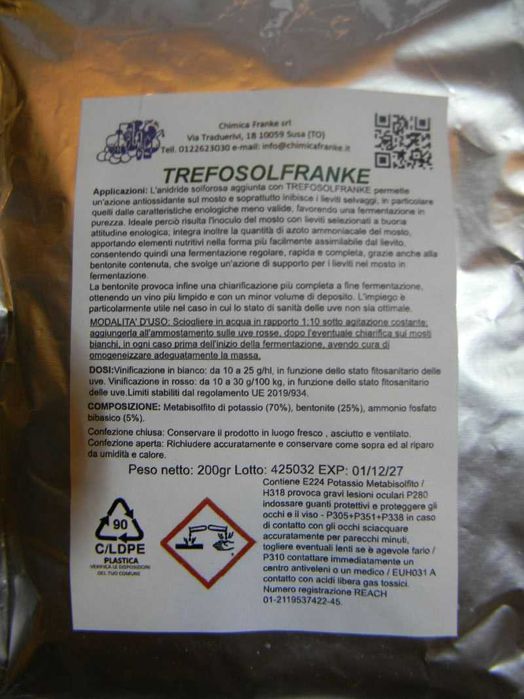 Chimica Franke srl
Via Traduerivi, 18 10059 Susa (TO)
Tell. 0122623030 e-mail: info@chimicafranke.it
TREFOSOLFRANKE
Applicazioni: L'anidride solforosa aggiunta con TREFOSOLFRANKE permette
un'azione antiossidante sul mosto e soprattutto inibisce i lieviti selvaggi, in particolare
quelli dalle caratteristiche enologiche meno valide, favorendo una fermentazione in
purezza. Ideale perciò risulta l'inoculo del mosto con lieviti selezionati a buona
attitudine enologica; integra inoltre la quantità di azoto ammoniacale del mosto,
apportando elementi nutritivi nella forma più facilmente assimilabile dal lievito,
consentendo quindi una fermentazione regolare, rapida e completa, grazie anche alla
bentonite contenuta, che svolge un'azione di supporto per i lieviti nel mosto in
fermentazione.
La bentonite provoca infine una chiarificazione più completa a fine fermentazione,
ottenendo un vino più limpido e con un minor volume di deposito. L'impiego è
particolarmente utile nel caso in cui lo stato di sanità delle uve non sia ottimale.
MODALITA' D'USO: Sciogliere in acqua in rapporto 1:10 sotto agitazione costante;
aggiungerla all'ammostamento sulle uve rosse, dopo l'eventuale chiarifica sui mosti
bianchi, in ogni caso prima dell'inizio della fermentazione, avendo cura di
omogeneizzare adeguatamente la massa.
DOSI:Vinificazione in bianco: da 10 a 25 g/hl, in funzione dello stato fitosanitario delle
uve. Vinificazione in rosso: da 10 a 30 g/100 kg, in funzione dello stato fitosanitario
delle uve.Limiti stabiliti dal regolamento UE 2019/934.
COMPOSIZIONE: Metabisolfito di potassio (70%), bentonite (25%), ammonio fosfato
bibasico (5%).
Confezione chiusa: Conservare il prodotto in luogo fresco , asciutto e ventilato.
Confezione aperta: Richiudere accuratamente e conservare come sopra ed al riparo
da umidità e calore.
Peso netto: 200gr Lotto: 425032 EXP: 01/12/27
Contiene E224 Potassio Metabisolfito /
H318 provoca gravi lesioni oculari P280
indossare guanti protettivi e proteggere gli
occhi e il viso - P305+P351+P338 in caso
di contatto con gli occhi sciacquare
accuratamente per parecchi minuti,
togliere eventuali lenti se è agevole farlo /
P310 contattare immediatamente un
centro antiveleni o un medico / EUH031 A
contatto con acidi libera gas tossici.
Numero registrazione REACH
01-2119537422-45.
90
C/LDPE
PLASTICA
VERIFICA LE DISPOSIZIONI
DEL TUO COMUNE